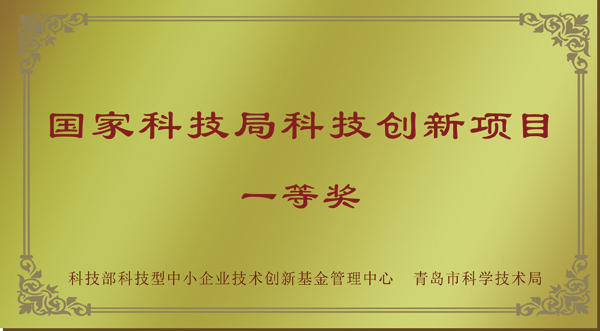 国家科技局科技创新项目
一等奖
科技部科技型中小企业技术创新基金管理中心 青岛市科学技术局